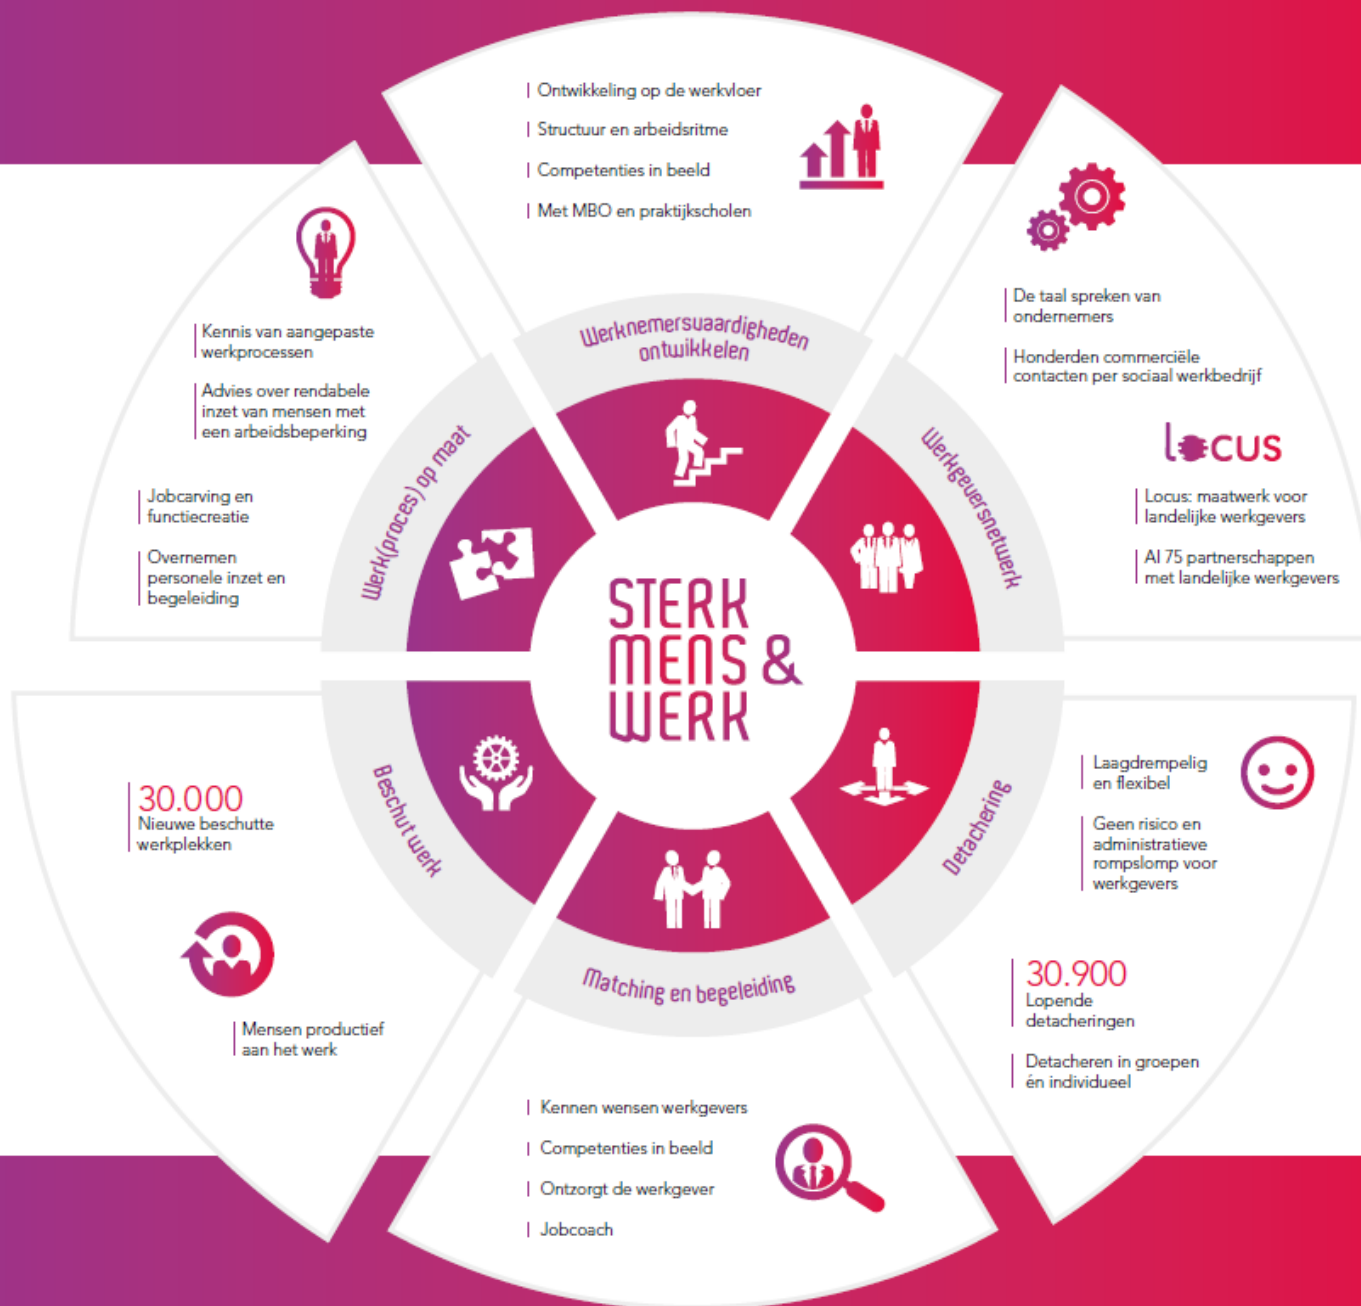 Ontwikkeling op de werkvloer
Structuur en arbeidsritme
Competenties in beeld
Met MBO en praktijkscholen
Werknemersvaardigheden
ontwikkelen
De taal spreken van
ondernemers
Honderden commerciële
contacten per sociaal werkbedrijf
locus
Locus: maatwerk voor
landelijke werkgevers
Al 75 partnerschappen
met landelijke werkgevers
Werkgeversnetwerk
Laagdrempelig
en flexibel
Geen risico en
administratieve
rompslomp voor
werkgevers
30.900
Lopende
detacheringen
Detacheren in groepen
én individueel
Detachering
Matching en begeleiding
Kennen wensen werkgevers
Competenties in beeld
Ontzorgt de werkgever
Jobcoach
Beschut werk
30.000
Nieuwe beschutte
werkplekken
Mensen productief
aan het werk
Werk(proces) op maat
Kennis van aangepaste
werkprocessen
Advies over rendabele
inzet van mensen met
een arbeidsbeperking
Jobcarving en
functiecreatie
Overnemen
personele inzet en
begeleiding
STERK
MENS &
WERK